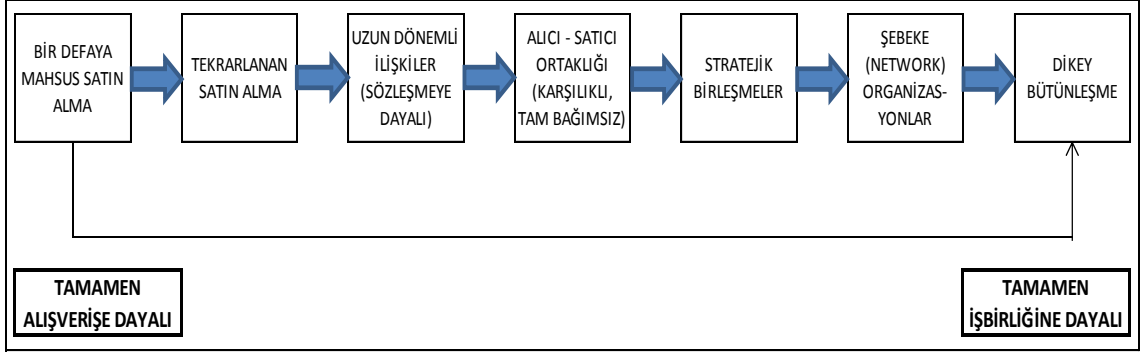 BİR DEFAYA
MAHSUS SATIN
ALMA
TEKRARLANAN
SATIN ALMA
UZUN DÖNEMLİ
İLİŞKİLER
(SÖZLEŞMEYE
DAYALI)
ALICI - SATICI
ORTAKLIĞI
(KARŞILIKLI,
TAM BAĞIMSIZ)
STRATEJİK
BİRLEŞMELER
ŞEBEKE
(NETWORK)
ORGANİZAS-
YONLAR
DİKEY
BÜTÜNLEŞME
TAMAMEN
ALIŞVERİŞE DAYALI
TAMAMEN
İŞBİRLİĞİNE DAYALI